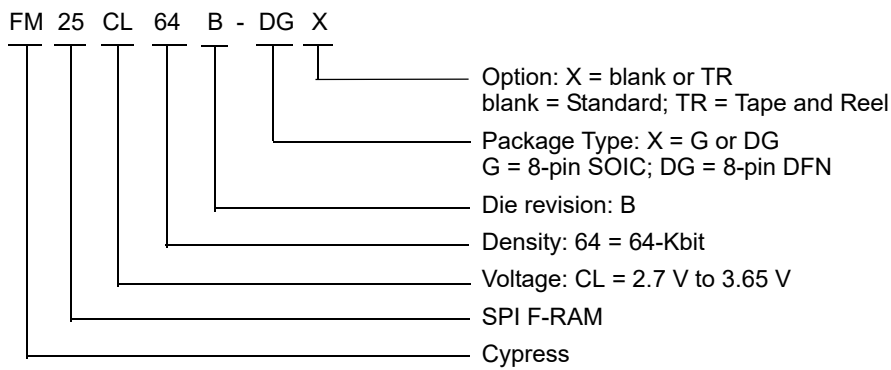 FM 25 CL 64 B - DG X
Option: X = blank or TR
blank = Standard; TR = Tape and Reel
Package Type: X = G or DG
G = 8-pin SOIC; DG = 8-pin DFN
Die revision: B
Density: 64 = 64-Kbit
Voltage: CL = 2.7 V to 3.65 V
SPI F-RAM
Cypress